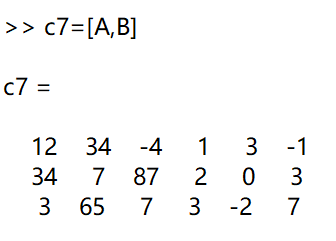 >> c7=[A,B]
c7 =
12 34 -4 1 3 -1
34 7 87 2 0 3
3 65 7 3 -2 7